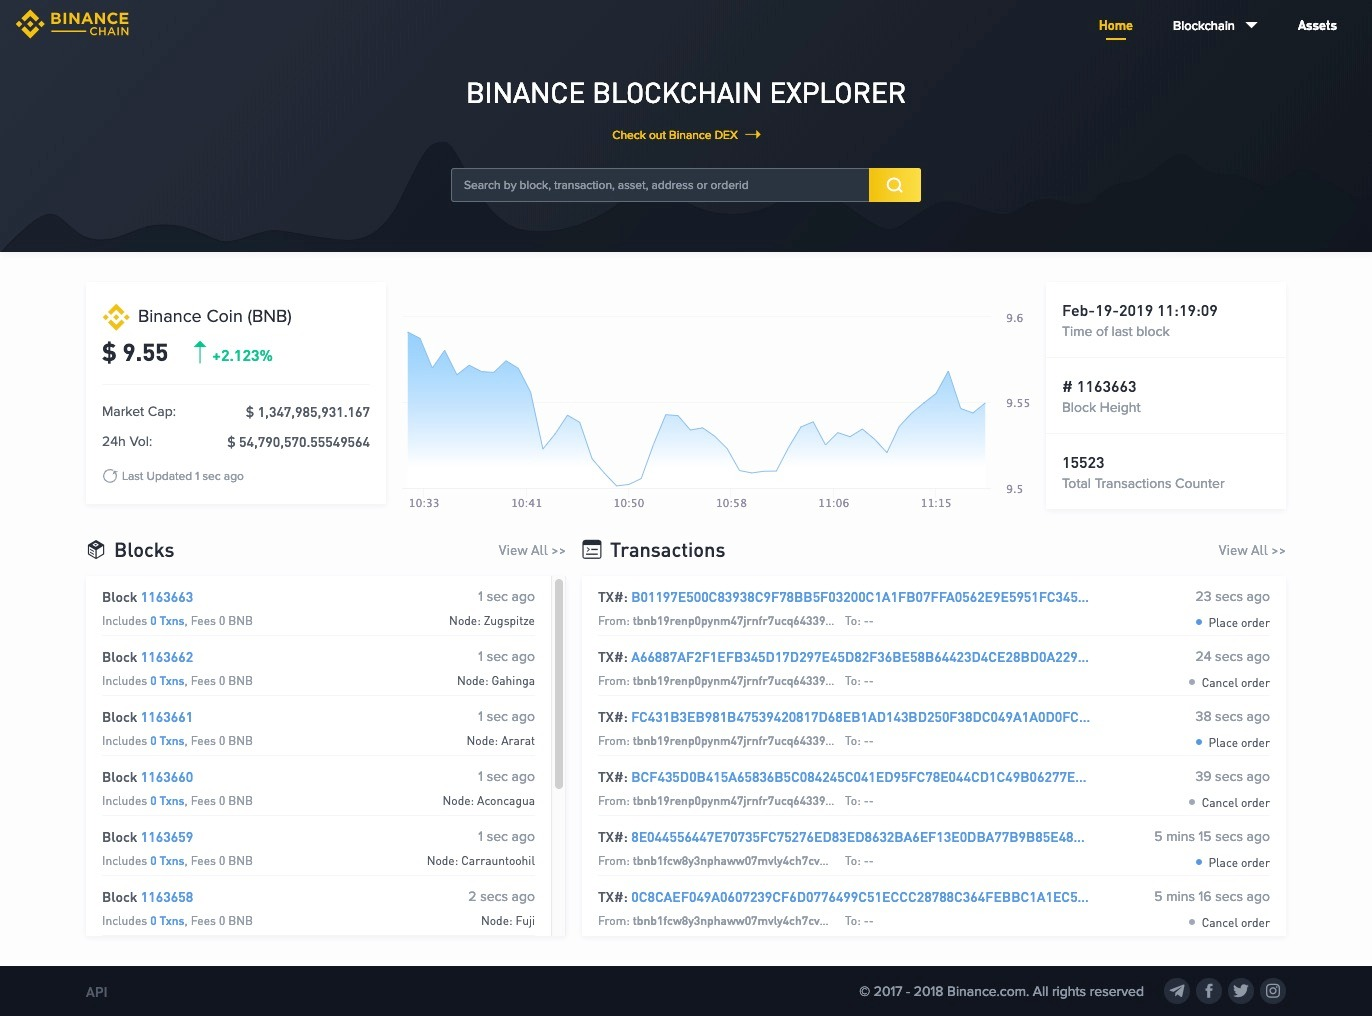 BINANCE
CHAIN
Home Blockchain Assets
BINANCE BLOCKCHAIN EXPLORER
Check out Binance DEX →
Search by block, transaction, asset, address or orderid
Binance Coin (BNB)
$ 9.55 +2.123%
Market Cap: $ 1,347,985,931.167
24h Vol: $ 54,790,570.55549564
Last Updated 1 sec ago
9.6
9.55
9.5
10:33 10:41 10:50 10:58 11:06 11:15
Feb-19-2019 11:19:09
Time of last block
# 1163663
Block Height
15523
Total Transactions Counter
Blocks View All >>
Block 1163663 1 sec ago
Includes 0 Txns, Fees 0 BNB Node: Zugspitze
Block 1163662 1 sec ago
Includes 0 Txns, Fees 0 BNB Node: Gahinga
Block 1163661 1 sec ago
Includes 0 Txns, Fees 0 BNB Node: Ararat
Block 1163660 1 sec ago
Includes 0 Txns, Fees 0 BNB Node: Aconcagua
Block 1163659 1 sec ago
Includes 0 Txns, Fees 0 BNB Node: Carrauntoohil
Block 1163658 2 secs ago
Includes 0 Txns, Fees 0 BNB Node: Fuji
Transactions View All >>
TX#: B01197E500C83938C9F78BB5F03200C1A1FB07FFA0562E9E5951FC345... 23 secs ago
From: tbnb19renp0pynm47jrnfr7ucq64339... To: -- Place order
TX#: A66887AF2F1EFB345D17D297E45D82F36BE58B64423D4CE28BD0A229... 24 secs ago
From: tbnb19renp0pynm47jrnfr7ucq64339... To: -- Cancel order
TX#: FC431B3EB981B47539420817D68EB1AD143BD250F38DC049A1A0D0FC... 38 secs ago
From: tbnb19renp0pynm47jrnfr7ucq64339... To: -- Place order
TX#: BCF435D0B415A65836B5C084245C041ED95FC78E044CD1C49B06277E... 39 secs ago
From: tbnb19renp0pynm47jrnfr7ucq64339... To: -- Cancel order
TX#: 8E044556447E70735FC75276ED83ED8632BA6EF13E0DBA77B9B85E48... 5 mins 15 secs ago
From: tbnb1fcw8y3nphaww07mvly4ch7cv... To: -- Place order
TX#: 0C8CAEF049A0607239CF6D0776499C51ECCC28788C364FEBBC1A1EC5... 5 mins 16 secs ago
From: tbnb1fcw8y3nphaww07mvly4ch7cv... To: -- Cancel order
API © 2017 - 2018 Binance.com. All rights reserved